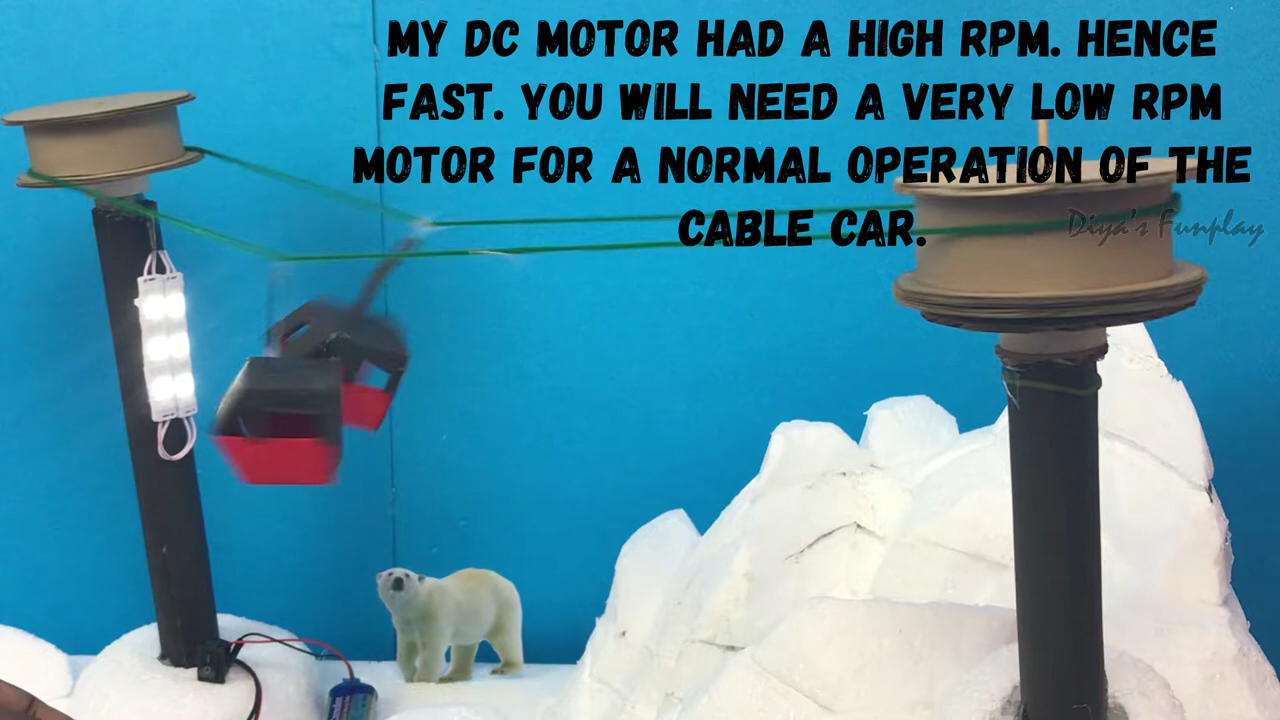 MY DC MOTOR HAD A HIGH RPM. HENCE
FAST. YOU WILL NEED A VERY LOW RPM
MOTOR FOR A NORMAL OPERATION OF THE
CABLE CAR.
Diya's Funplay